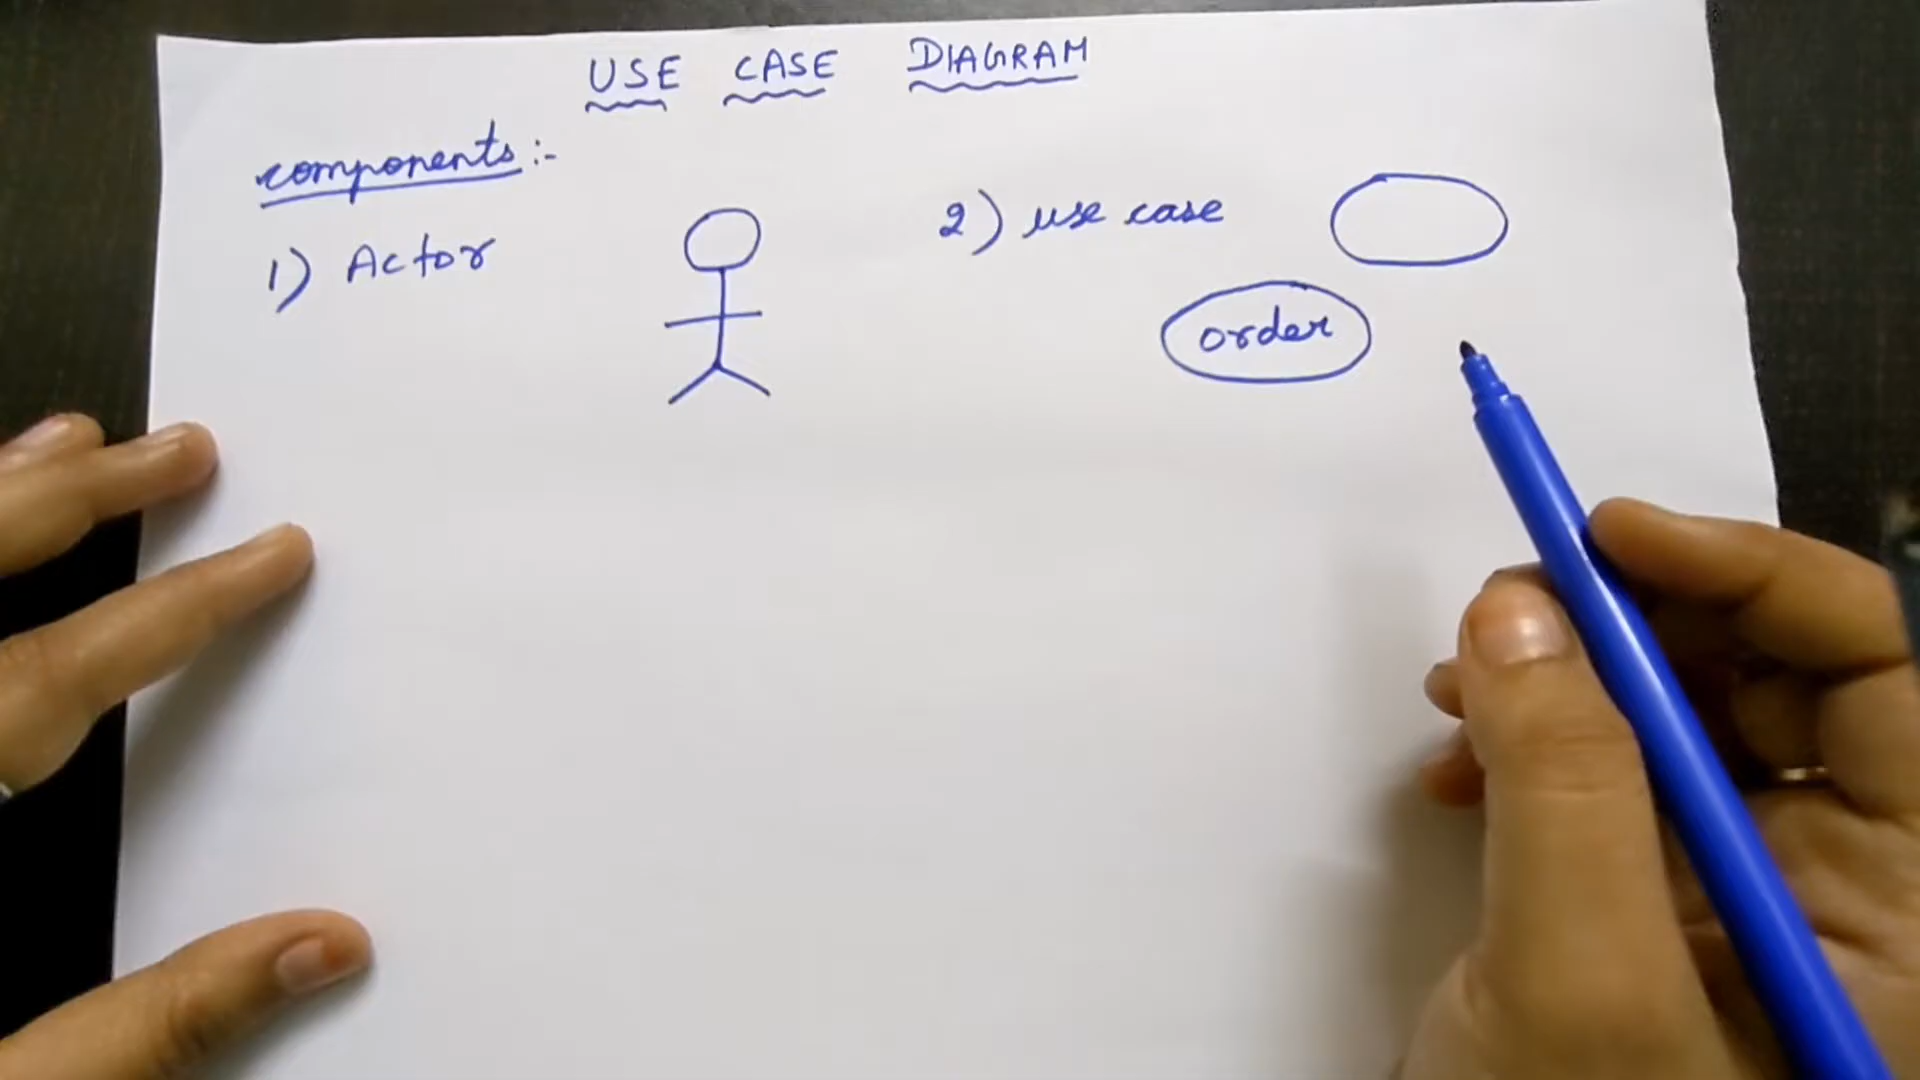 USE CASE DIAGRAM
components :-
1) Actor
2) use case
order